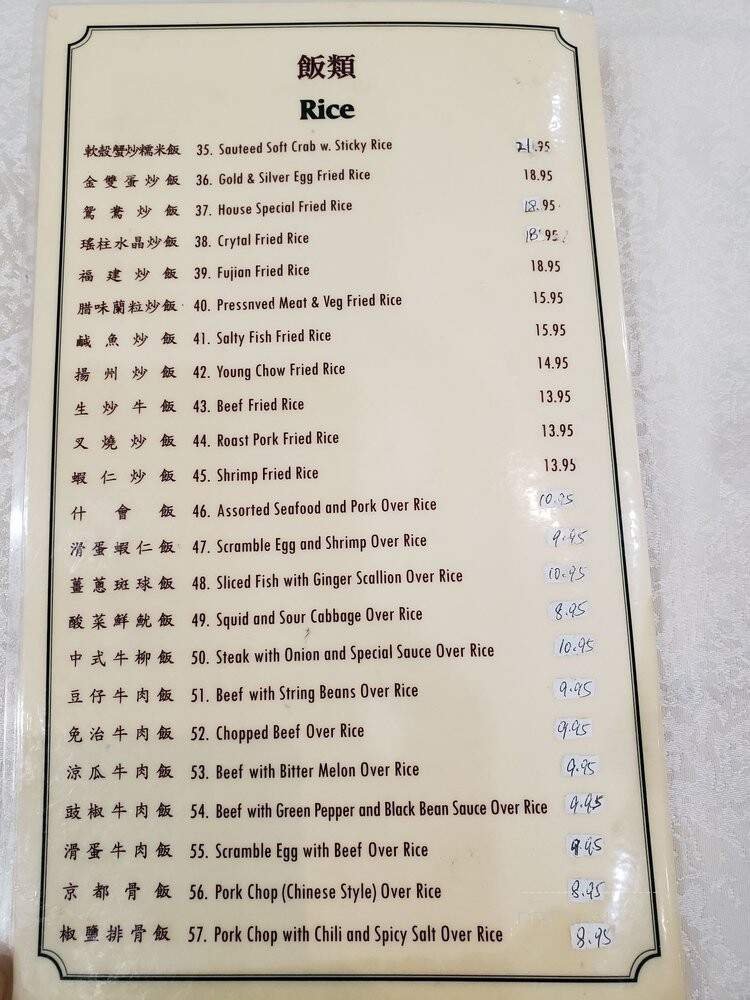 飯類
Rice
軟殼蟹炒糯米飯 35. Sauteed Soft Crab w. Sticky Rice 21.95
金雙蛋炒飯 36. Gold & Silver Egg Fried Rice 18.95
鴛鴦炒飯 37. House Special Fried Rice 18.95
瑤柱水晶炒飯 38. Crytal Fried Rice 18.95
福建炒飯 39. Fujian Fried Rice 18.95
腊味蘭粒炒飯 40. Pressnved Meat & Veg Fried Rice 15.95
鹹魚炒飯 41. Salty Fish Fried Rice 15.95
揚州炒飯 42. Young Chow Fried Rice 14.95
生炒牛飯 43. Beef Fried Rice 13.95
叉燒炒飯 44. Roast Pork Fried Rice 13.95
蝦仁炒飯 45. Shrimp Fried Rice 13.95
什會飯 46. Assorted Seafood and Pork Over Rice 10.95
滑蛋蝦仁飯 47. Scramble Egg and Shrimp Over Rice 9.95
薑蔥斑球飯 48. Sliced Fish with Ginger Scallion Over Rice 10.95
酸菜鮮魷飯 49. Squid and Sour Cabbage Over Rice 8.95
中式牛柳飯 50. Steak with Onion and Special Sauce Over Rice 10.95
豆仔牛肉飯 51. Beef with String Beans Over Rice 9.95
免治牛肉飯 52. Chopped Beef Over Rice 9.95
涼瓜牛肉飯 53. Beef with Bitter Melon Over Rice 9.95
豉椒牛肉飯 54. Beef with Green Pepper and Black Bean Sauce Over Rice 9.95
滑蛋牛肉飯 55. Scramble Egg with Beef Over Rice 9.95
京都骨飯 56. Pork Chop (Chinese Style) Over Rice 8.95
椒鹽排骨飯 57. Pork Chop with Chili and Spicy Salt Over Rice 8.95